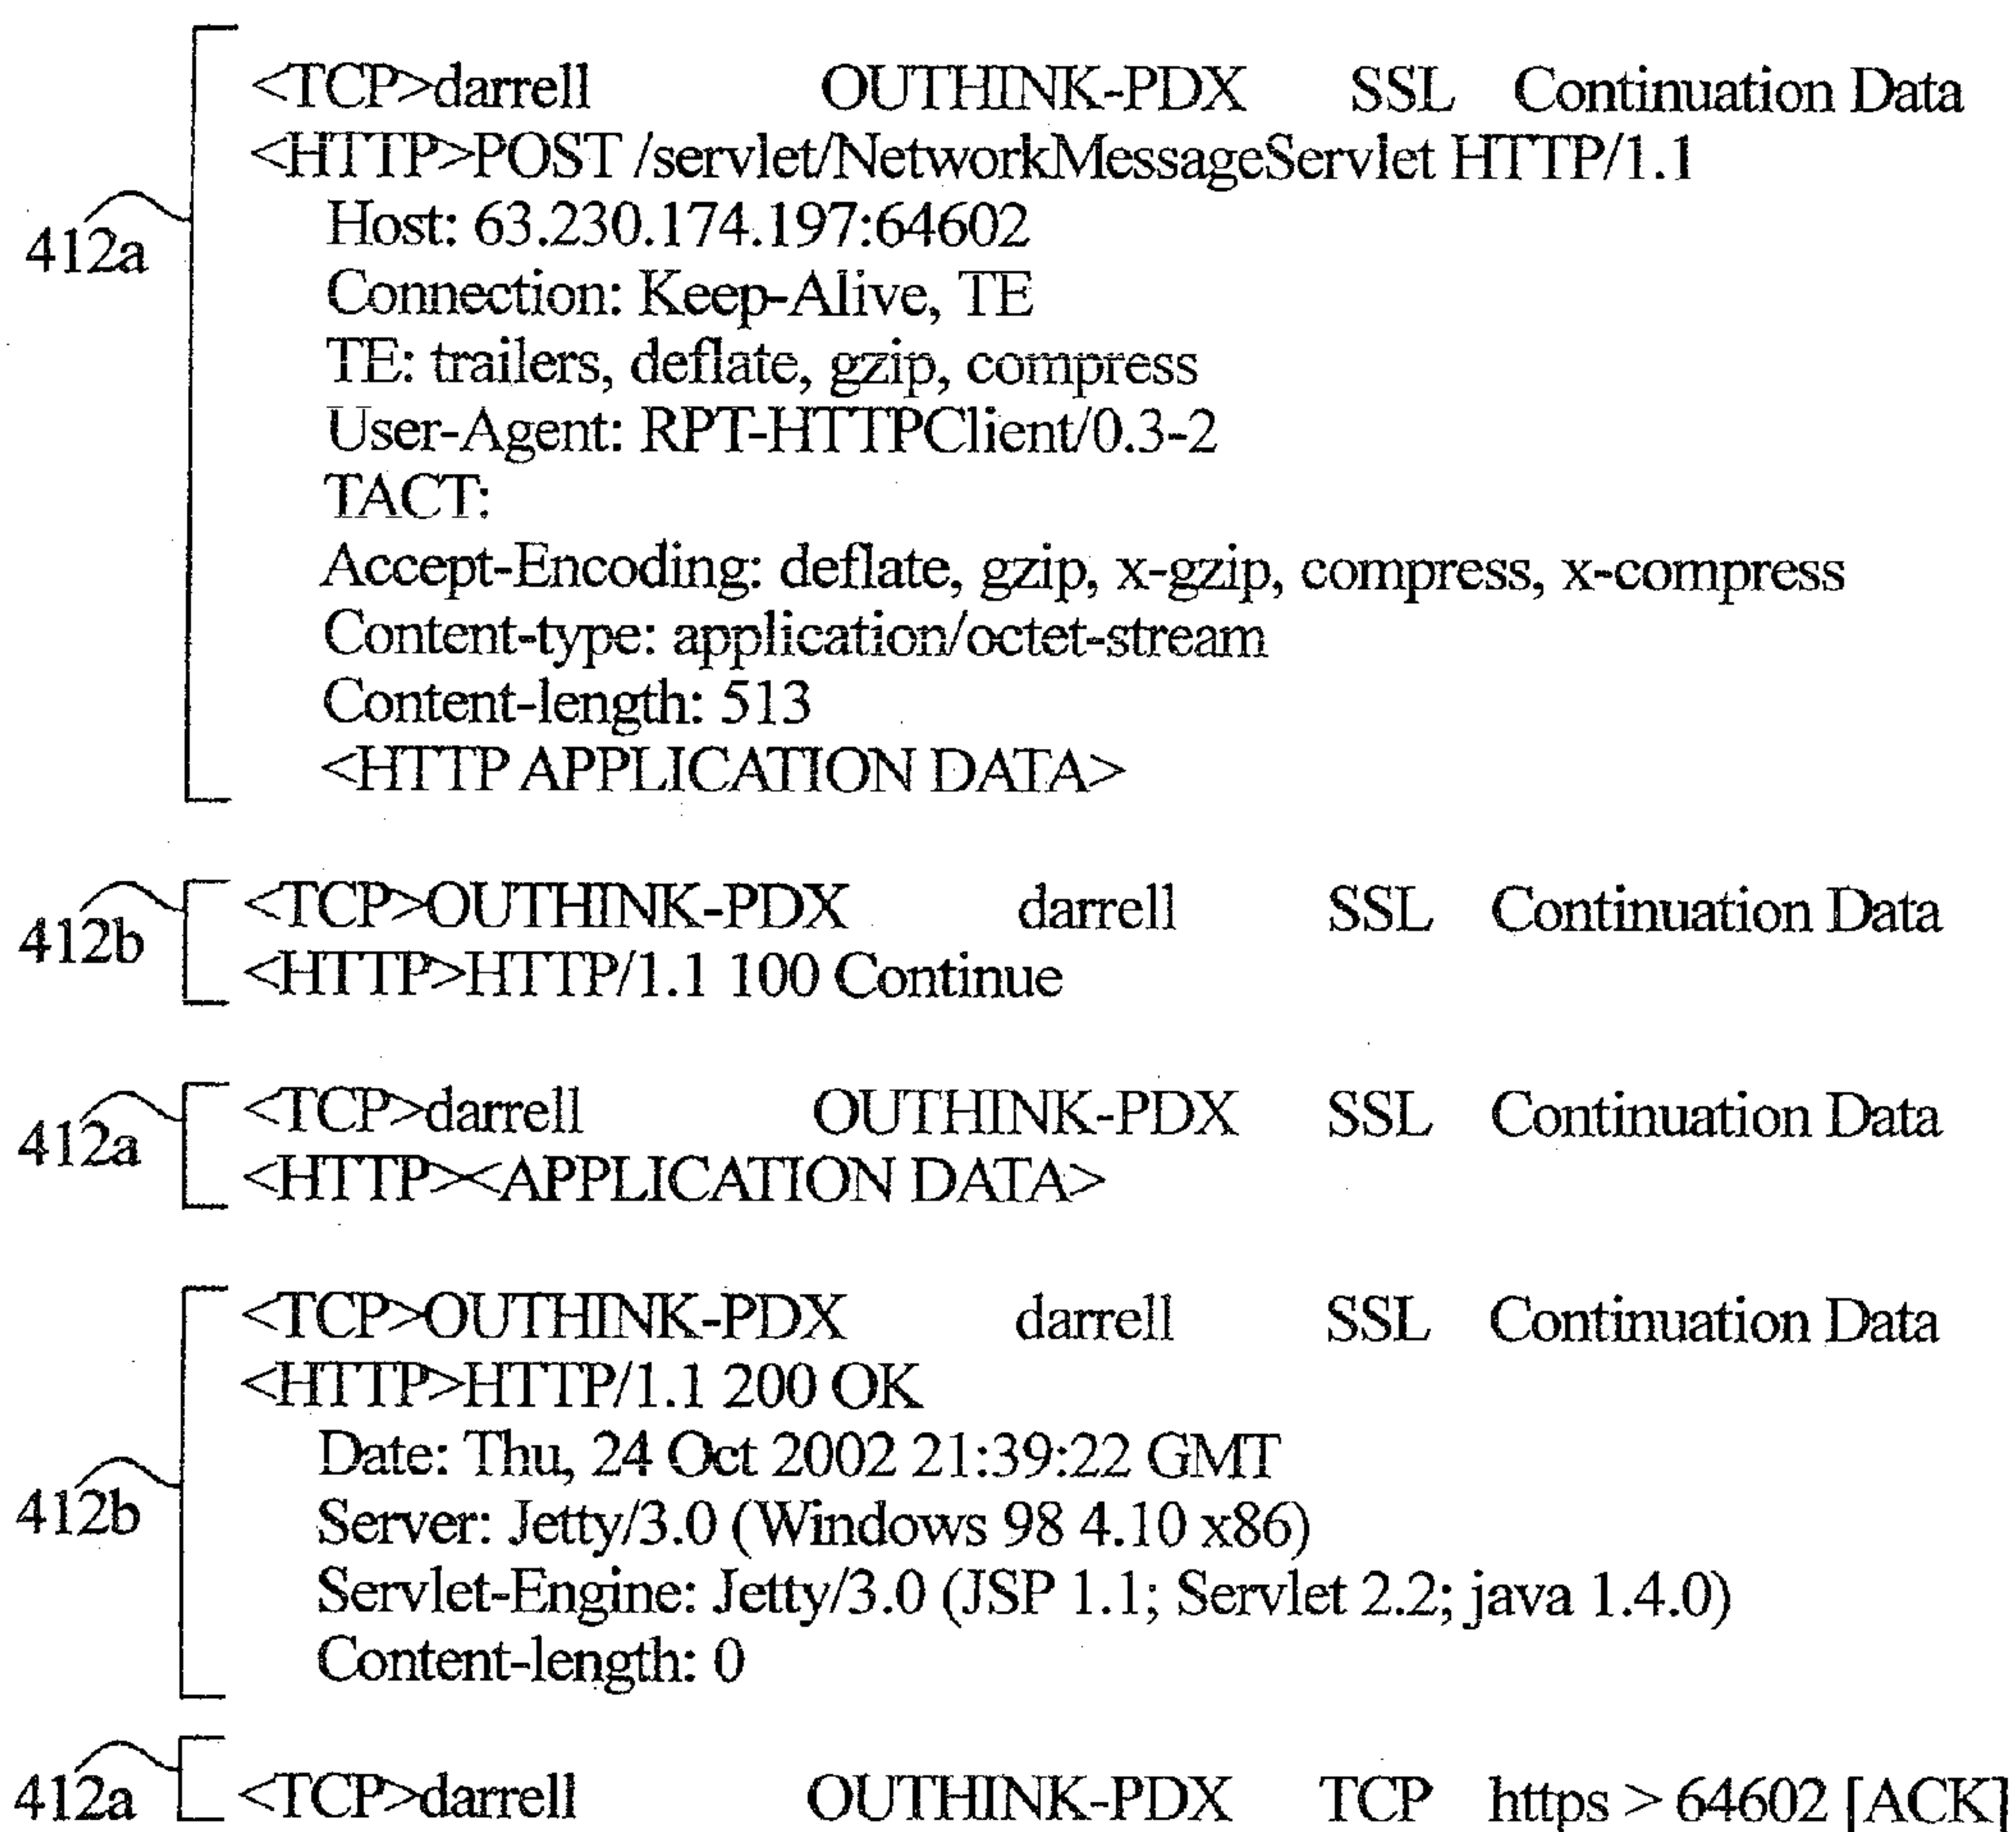 <TCP>darrell OUTHINK-PDX SSL Continuation Data
<HTTP>POST /servlet/NetworkMessageServlet HTTP/1.1
412a
Host: 63.230.174.197:64602
Connection: Keep-Alive, TE
TE: trailers, deflate, gzip, compress
User-Agent: RPT-HTTPClient/0.3-2
TACT:
Accept-Encoding: deflate, gzip, x-gzip, compress, x-compress
Content-type: application/octet-stream
Content-length: 513
<HTTP APPLICATION DATA>
412b
<TCP>OUTHINK-PDX darrell SSL Continuation Data
<HTTP>HTTP/1.1 100 Continue
412a
<TCP>darrell OUTHINK-PDX SSL Continuation Data
<HTTP><APPLICATION DATA>
<TCP>OUTHINK-PDX darrell SSL Continuation Data
<HTTP>HTTP/1.1 200 OK
Date: Thu, 24 Oct 2002 21:39:22 GMT
412b
Server: Jetty/3.0 (Windows 98 4.10 x86)
Servlet-Engine: Jetty/3.0 (JSP 1.1; Servlet 2.2; java 1.4.0)
Content-length: 0
412a
<TCP>darrell OUTHINK-PDX TCP https > 64602 [ACK]